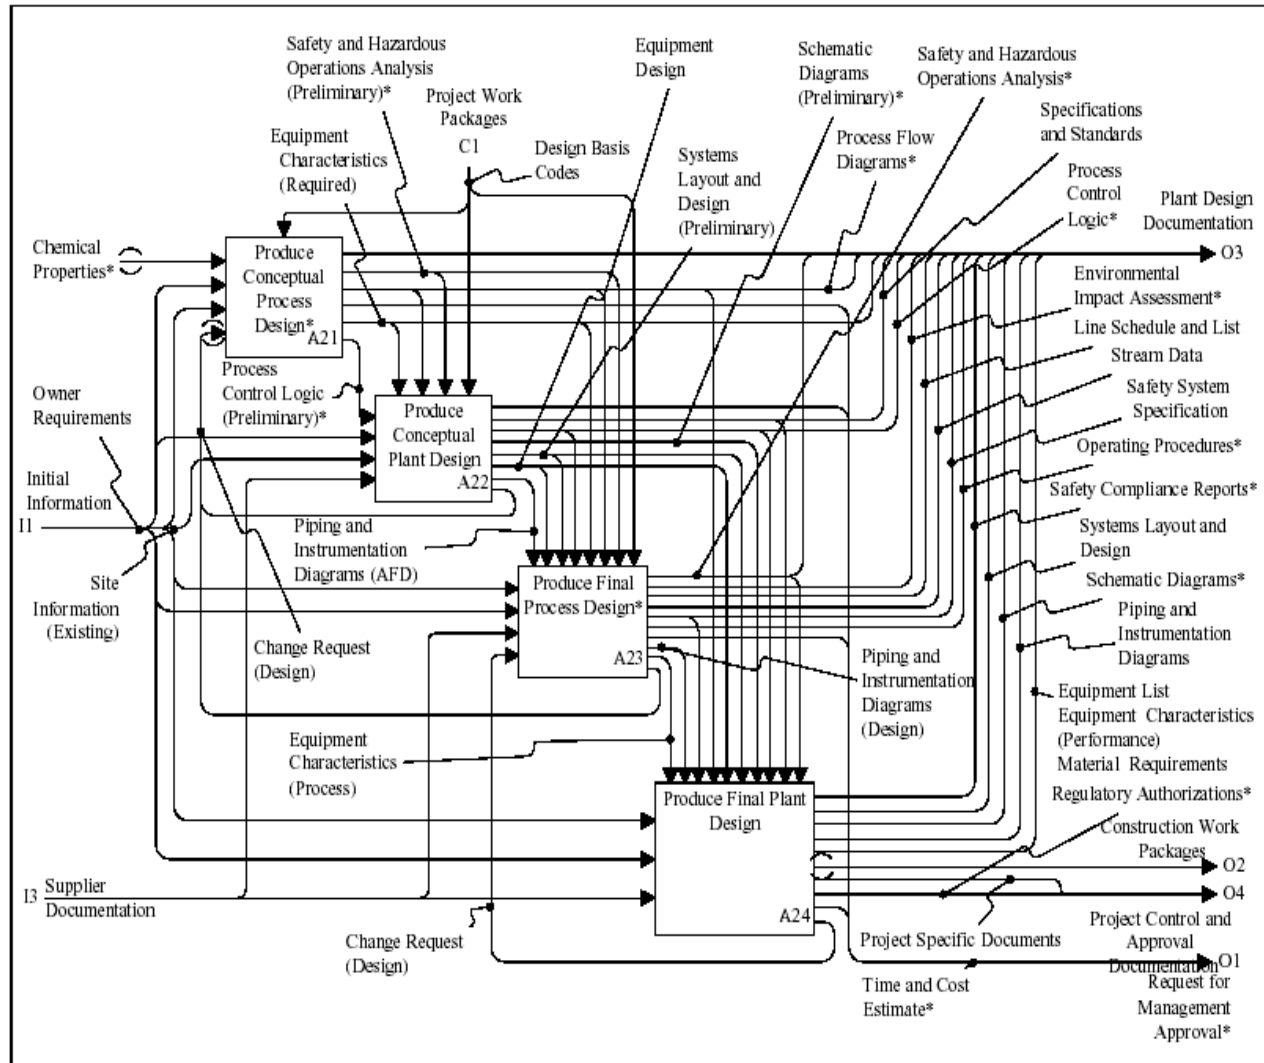 Safety and Hazardous
Operations Analysis
(Preliminary)*
Project Work
Packages
C1
Equipment
Design
Schematic
Diagrams
(Preliminary)*
Safety and Hazardous
Operations Analysis*
Specifications
and Standards
Equipment
Characteristics
(Required)
Design Basis
Codes
Systems
Layout and
Design
(Preliminary)
Process Flow
Diagrams*
Process
Control
Logic*
Plant Design
Documentation
O3
Chemical
Properties*
Produce
Conceptual
Process
Design*
A21
Environmental
Impact Assessment*
Line Schedule and List
Stream Data
Safety System
Specification
Operating Procedures*
Safety Compliance Reports*
Systems Layout and
Design
Schematic Diagrams*
Piping and
Instrumentation
Diagrams
Equipment List
Equipment Characteristics
(Performance)
Material Requirements
Regulatory Authorizations*
Construction Work
Packages
O2
O4
Process
Control Logic
(Preliminary)*
Owner
Requirements
Produce
Conceptual
Plant Design
A22
Initial
Information
I1
Site
Information
(Existing)
Piping and
Instrumentation
Diagrams (AFD)
Produce Final
Process Design*
A23
Change Request
(Design)
Piping and
Instrumentation
Diagrams
(Design)
Equipment
Characteristics
(Process)
Produce Final Plant
Design
A24
I3 Supplier
Documentation
Change Request
(Design)
Project Specific Documents
Project Control and
Approval
Documentation
O1
Time and Cost
Estimate*
Request for
Management
Approval*